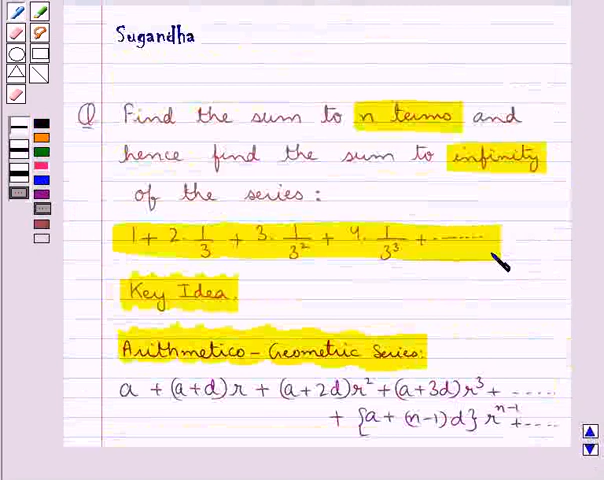 Sugandha
Q Find the sum to n terms and
hence find the sum to infinity
of the series :
1 + 2. 1/3 + 3. 1/3² + 4. 1/3³ + ........
Key Idea.
Arithmetico - Geometric Series:
a + (a+d)r + (a+2d)r² + (a+3d)r³ + .....
+ {a + (n-1)d} rⁿ⁻¹ + ....